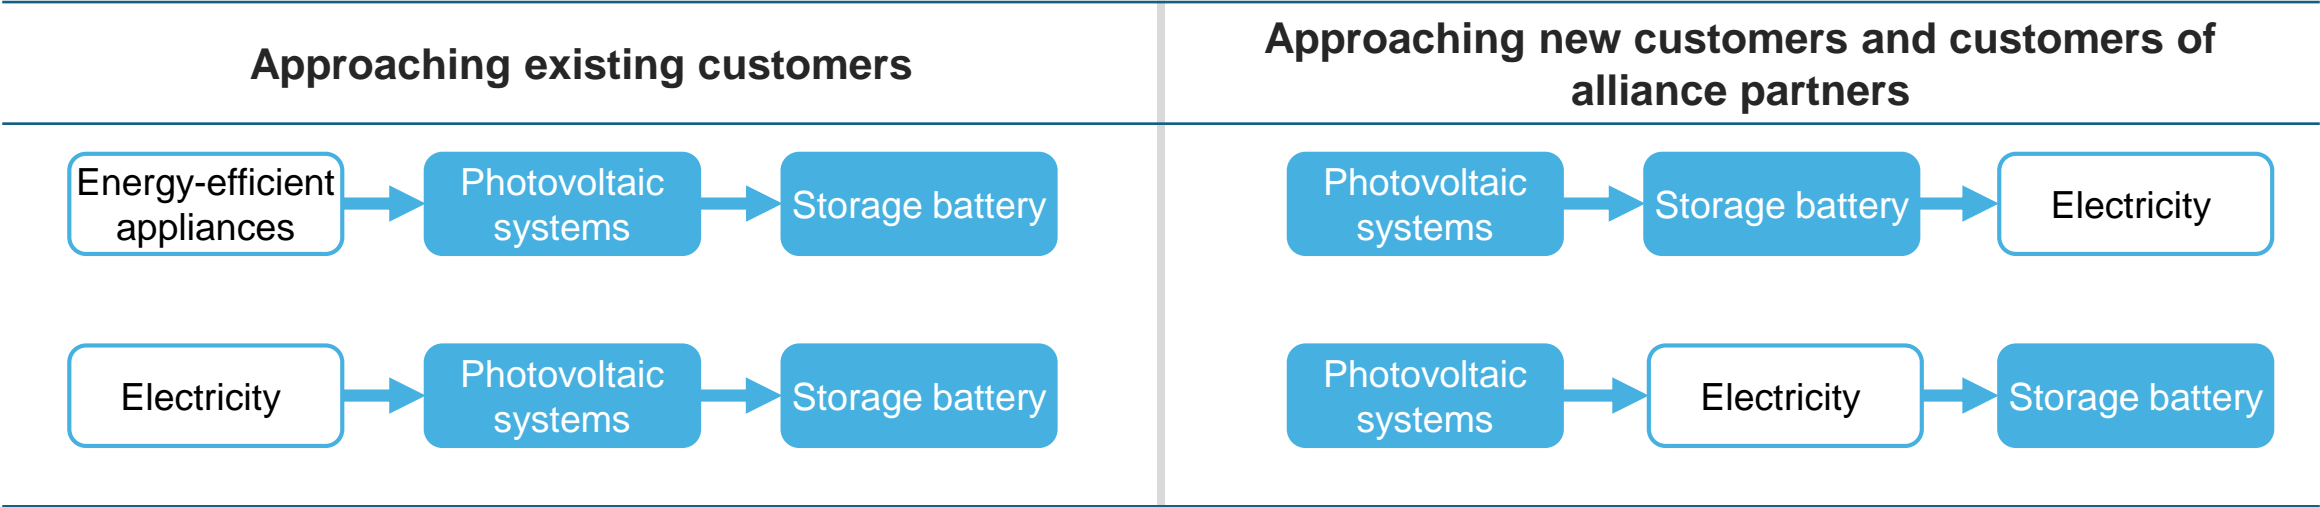 Approaching existing customers
Approaching new customers and customers of
alliance partners
Energy-efficient
appliances
Photovoltaic
systems
Storage battery
Electricity
Photovoltaic
systems
Storage battery
Photovoltaic
systems
Storage battery
Electricity
Photovoltaic
systems
Electricity
Storage battery